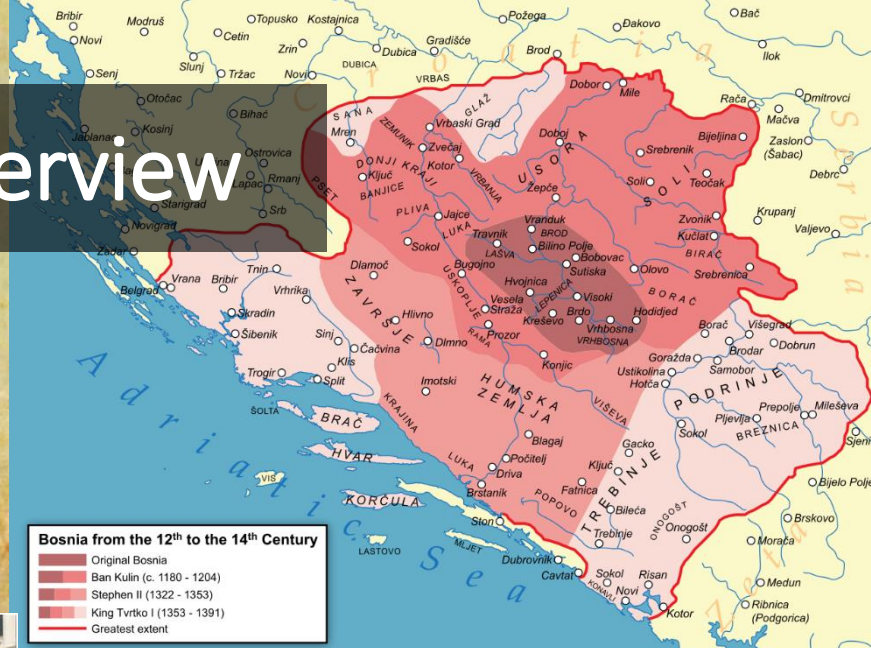 erview
Bribir
Novi
Modruš
Topusko
Cetin
Kostajnica
Zrin
Dubica
Gradišće
Požega
Đakovo
Bač
Ilok
Brod
Croatia
Senj
Slunj
Tržac
Novi
DUBICA
VRBAS
Dobor
Mile
Rača
Dmitrovci
Mačva
Zaslon
(Šabac)
Debrc
Serbia
Otočac
Bihać
Jablanac
Kosinj
Ostrovica
Lapac
Rmanj
Starigrad
Srb
Novigrad
Zadar
SANA
Mren
ZEMUNIK
Vrbaski Grad
GLAŽ
Zvečaj
Kotor
DONJI KRAJI
Ključ
BANJICE
VRBANJA
PSET
Doboj
USORA
Srebrenik
Bijeljina
Soli
Teočak
SOLI
Žepče
Zvonik
Krupanj
Valjevo
PLIVA
Jajce
LUKA
Sokol
Travnik
LAŠVA
Vranduk
BROD
Bilino Polje
Bobovac
Sutiska
Olovo
Kučlat
BIRAČ
Srebrenica
BORAČ
Belgrad
Vrana
Bribir
Tnin
Vrhrika
Dlamoč
ZAVRŠJE
Bugojno
USKOPLJE
Hvojnica
Vesela
Straža
LEPENICA
Visoki
Kreševo
Brdo
Vrhbosna
VRHBOSNA
Hodidjed
Skradin
Šibenik
Sinj
Čačvina
Klis
Trogir
Split
Hlivno
Dlmno
RAMA
Prozor
Konjic
Imotski
Borač
Višegrad
Brodar
Dobrun
Goražda
Samobor
Ustikolina
Hotča
PODRINJE
Prepolje
Mileševa
Pljevlja
BREZNICA
Sokol
Sjeni
ŠOLTA
BRAČ
HVAR
VIS
KORČULA
LASTOVO
MLJET
KRAJINA
HUMSKA
ZEMLJA
VIŠEVA
Blagaj
LUKA
Počitelj
Driva
Brstanik
Gacko
Ključ
Fatnica
POPOVO
TREBINJE
Bileća
Trebinje
ONOGOŠT
Onogošt
Bijelo Polje
Brskovo
Morača
Medun
Ribnica
(Podgorica)
Zeta
Ston
Dubrovnik
Cavtat
Sokol
Risan
KONAVLI
Novi
Kotor
Adriatic Sea
Bosnia from the 12th to the 14th Century
Original Bosnia
Ban Kulin (c. 1180 - 1204)
Stephen II (1322 - 1353)
King Tvrtko I (1353 - 1391)
Greatest extent